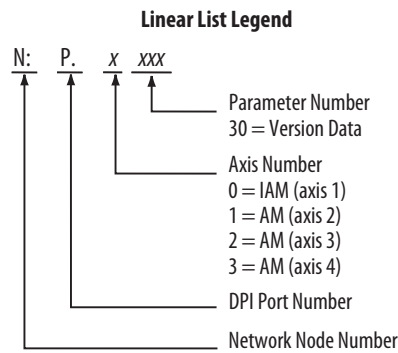 Linear List Legend
N: P. x xxx
Parameter Number
30 = Version Data
Axis Number
0 = IAM (axis 1)
1 = AM (axis 2)
2 = AM (axis 3)
3 = AM (axis 4)
DPI Port Number
Network Node Number